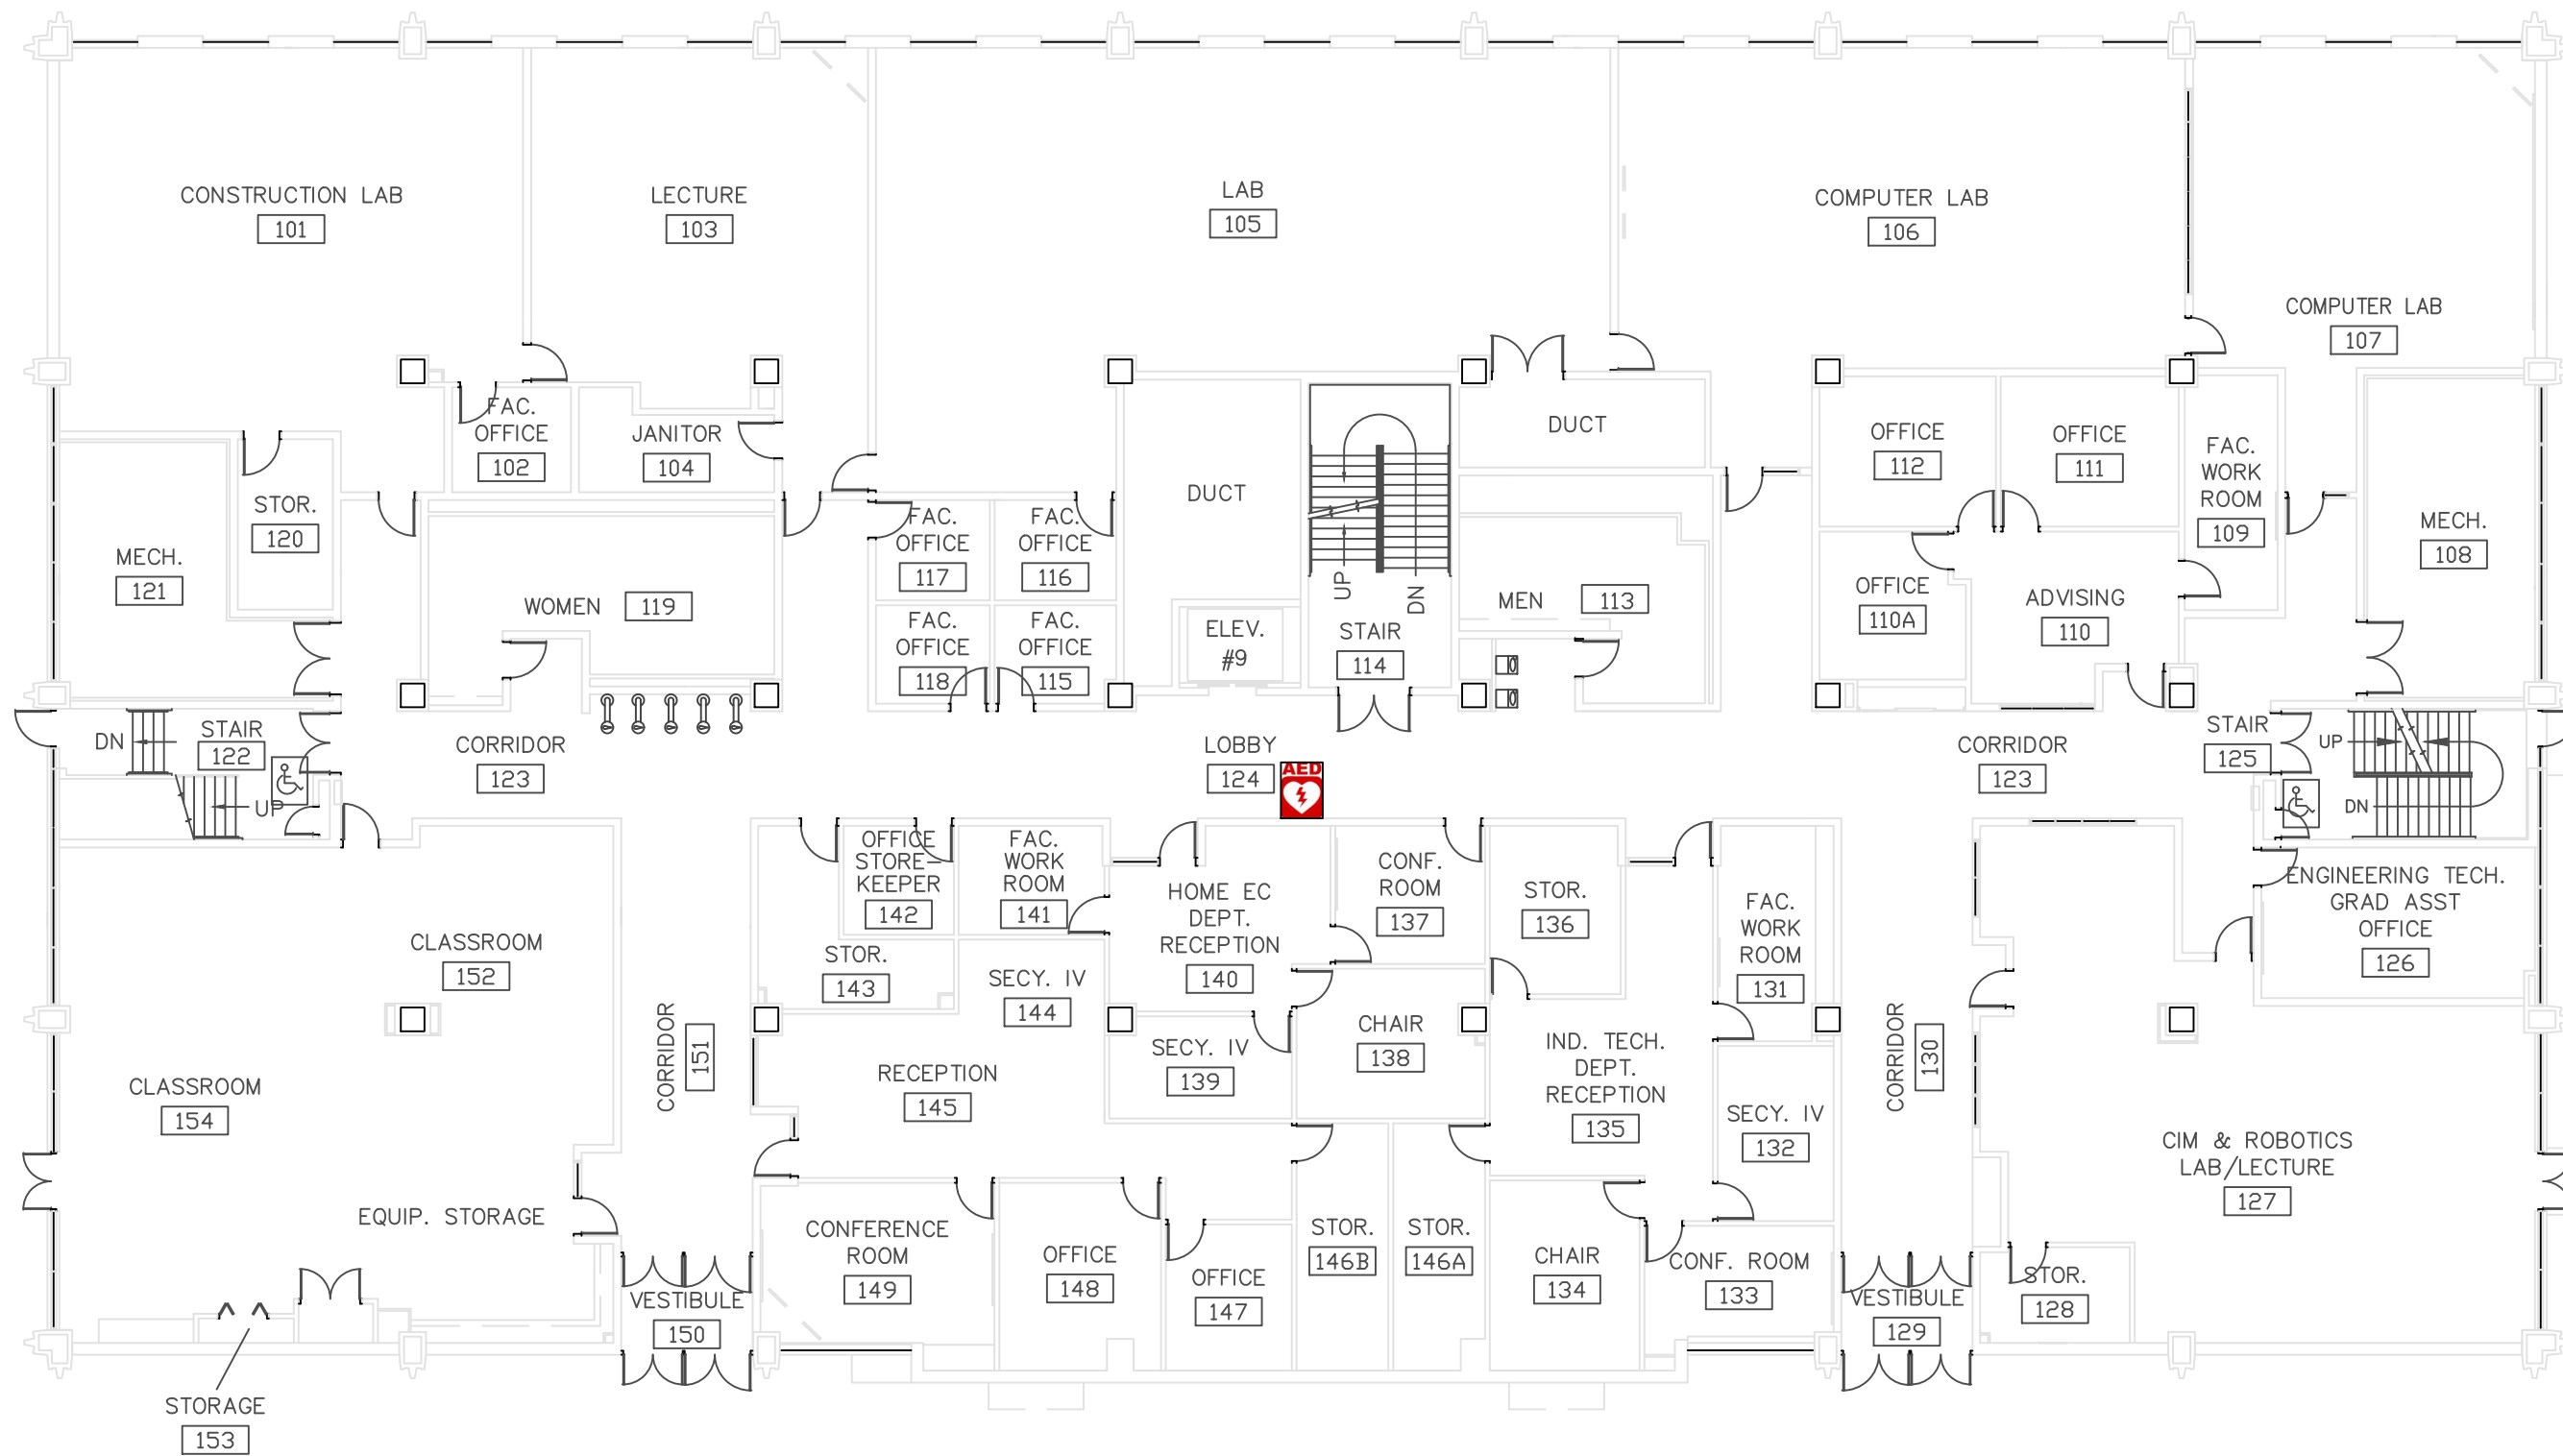 CONSTRUCTION LAB
101
LECTURE
103
LAB
105
COMPUTER LAB
106
COMPUTER LAB
107
FAC.
OFFICE
102
JANITOR
104
DUCT
DUCT
OFFICE
112
OFFICE
111
FAC.
WORK
ROOM
109
MECH.
108
STOR.
120
MECH.
121
WOMEN
119
FAC.
OFFICE
117
FAC.
OFFICE
116
FAC.
OFFICE
118
FAC.
OFFICE
115
ELEV.
#9
UP
DN
STAIR
114
MEN
113
OFFICE
110A
ADVISING
110
DN
STAIR
122
UP
CORRIDOR
123
LOBBY
124
AED
CORRIDOR
123
STAIR
125
UP
DN
OFFICE
STORE-
KEEPER
142
FAC.
WORK
ROOM
141
HOME EC
DEPT.
RECEPTION
140
CONF.
ROOM
137
STOR.
136
FAC.
WORK
ROOM
131
ENGINEERING TECH.
GRAD ASST
OFFICE
126
CLASSROOM
152
STOR.
143
SECY. IV
144
CORRIDOR
151
CLASSROOM
154
RECEPTION
145
SECY. IV
139
CHAIR
138
IND. TECH.
DEPT.
RECEPTION
135
SECY. IV
132
CORRIDOR
130
CIM & ROBOTICS
LAB/LECTURE
127
EQUIP. STORAGE
CONFERENCE
ROOM
149
OFFICE
148
OFFICE
147
STOR.
146B
STOR.
146A
CHAIR
134
CONF. ROOM
133
VESTIBULE
150
VESTIBULE
129
STOR.
128
STORAGE
153